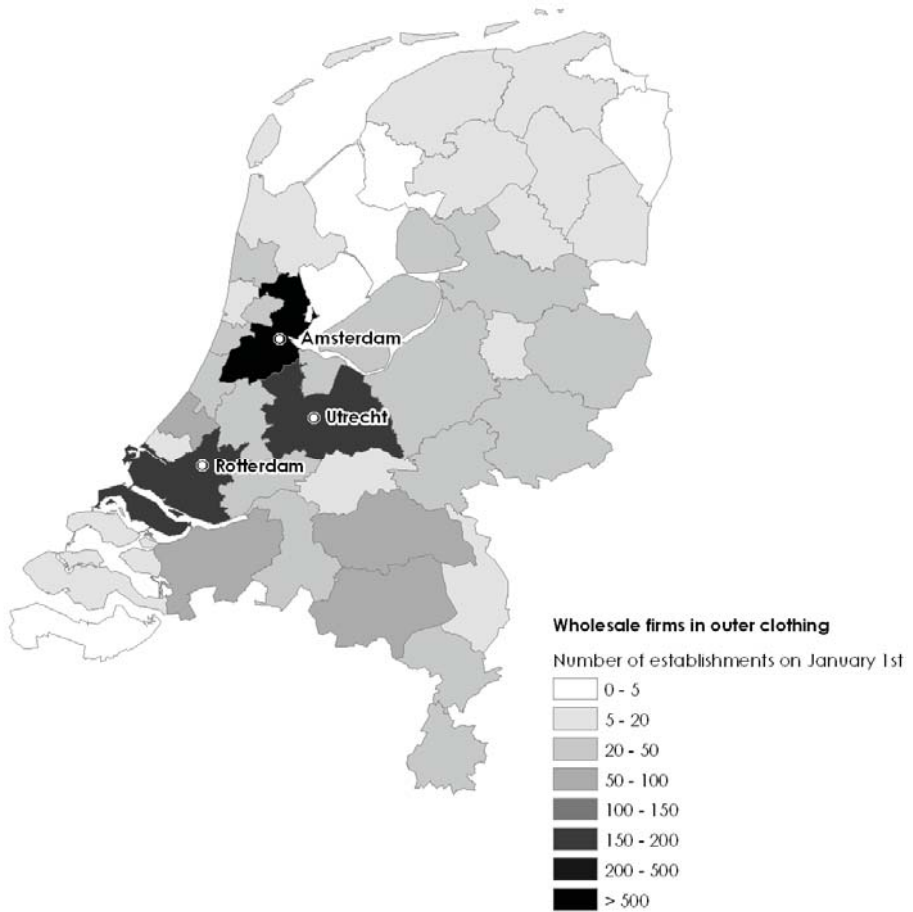 Amsterdam
Utrecht
Rotterdam
Wholesale firms in outer clothing
Number of establishments on January 1st
0 - 5
5 - 20
20 - 50
50 - 100
100 - 150
150 - 200
200 - 500
> 500